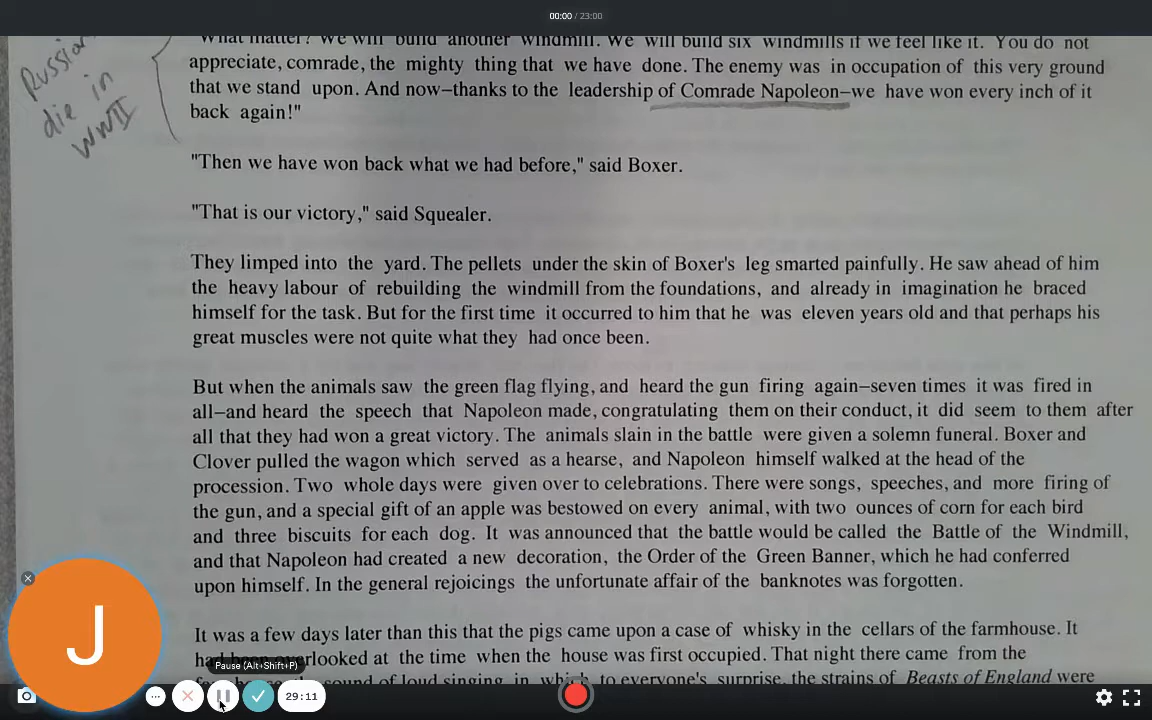 00:00 / 23:00
"What matter? We will build another windmill. We will build six windmills if we feel like it. You do not
Russian
die in
WWII
appreciate, comrade, the mighty thing that we have done. The enemy was in occupation of this very ground
that we stand upon. And now—thanks to the leadership of Comrade Napoleon—we have won every inch of it
back again!"
"Then we have won back what we had before," said Boxer.
"That is our victory," said Squealer.
They limped into the yard. The pellets under the skin of Boxer's leg smarted painfully. He saw ahead of him
the heavy labour of rebuilding the windmill from the foundations, and already in imagination he braced
himself for the task. But for the first time it occurred to him that he was eleven years old and that perhaps his
great muscles were not quite what they had once been.
But when the animals saw the green flag flying, and heard the gun firing again—seven times it was fired in
all—and heard the speech that Napoleon made, congratulating them on their conduct, it did seem to them after
all that they had won a great victory. The animals slain in the battle were given a solemn funeral. Boxer and
Clover pulled the wagon which served as a hearse, and Napoleon himself walked at the head of the
procession. Two whole days were given over to celebrations. There were songs, speeches, and more firing of
the gun, and a special gift of an apple was bestowed on every animal, with two ounces of corn for each bird
and three biscuits for each dog. It was announced that the battle would be called the Battle of the Windmill,
and that Napoleon had created a new decoration, the Order of the Green Banner, which he had conferred
upon himself. In the general rejoicings the unfortunate affair of the banknotes was forgotten.
It was a few days later than this that the pigs came upon a case of whisky in the cellars of the farmhouse. It
overlooked at the time when the house was first occupied. That night there came from the
sound of loud singing, in which, to everyone's surprise, the strains of Beasts of England were
J
Pause (Alt+Shift+P)
29:11